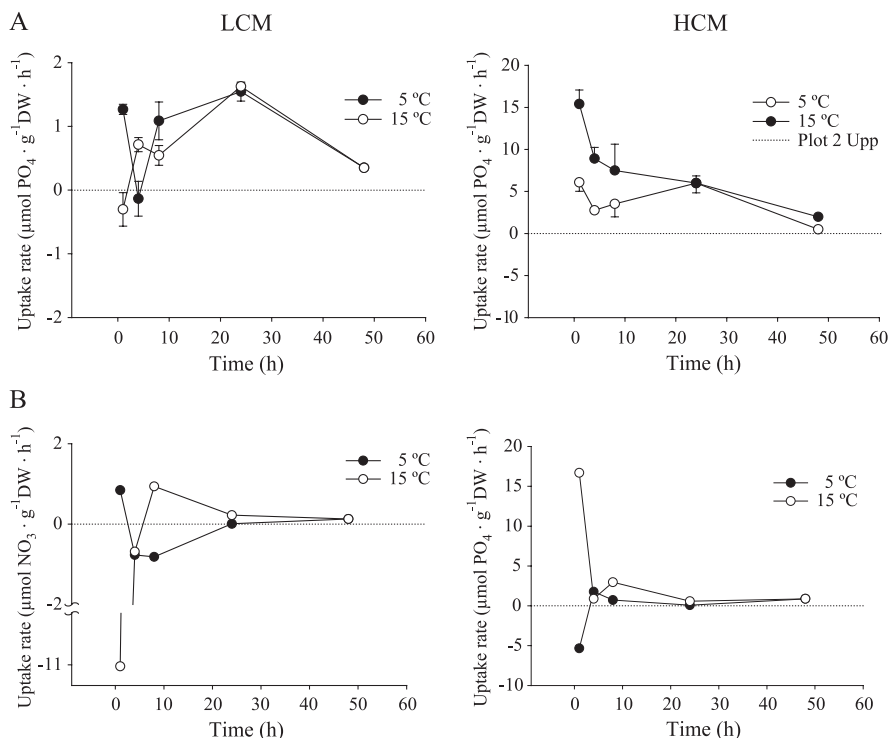 A
LCM
HCM
Uptake rate (μmol PO₄ · g⁻¹DW · h⁻¹)
2
1
0
-1
-2
5 ºC
15 ºC
0 10 20 30 40 50 60
Time (h)
Uptake rate (μmol PO₄ · g⁻¹DW · h⁻¹)
20
15
10
5
0
-5
-10
5 ºC
15 ºC
Plot 2 Upp
0 10 20 30 40 50 60
Time (h)
B
Uptake rate (μmol NO₃ · g⁻¹DW · h⁻¹)
2
0
-2
-11
5 ºC
15 ºC
0 10 20 30 40 50 60
Time (h)
Uptake rate (μmol PO₄ · g⁻¹DW · h⁻¹)
20
15
10
5
0
-5
-10
5 ºC
15 ºC
0 10 20 30 40 50 60
Time (h)